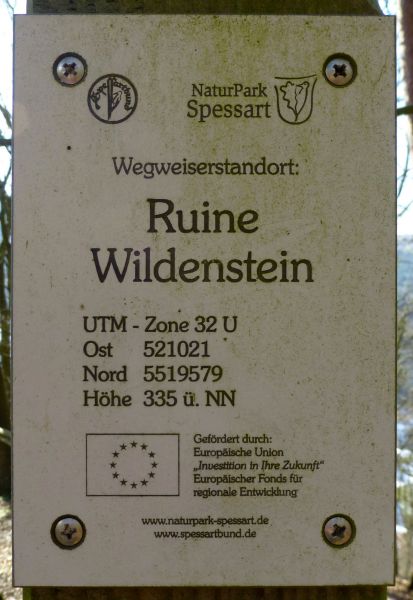 Spessartbund
NaturPark
Spessart
Wegweiserstandort:
Ruine
Wildenstein
UTM - Zone 32 U
Ost 521021
Nord 5519579
Höhe 335 ü. NN
Gefördert durch:
Europäische Union
„Investition in Ihre Zukunft"
Europäischer Fonds für
regionale Entwicklung
www.naturpark-spessart.de
www.spessartbund.de